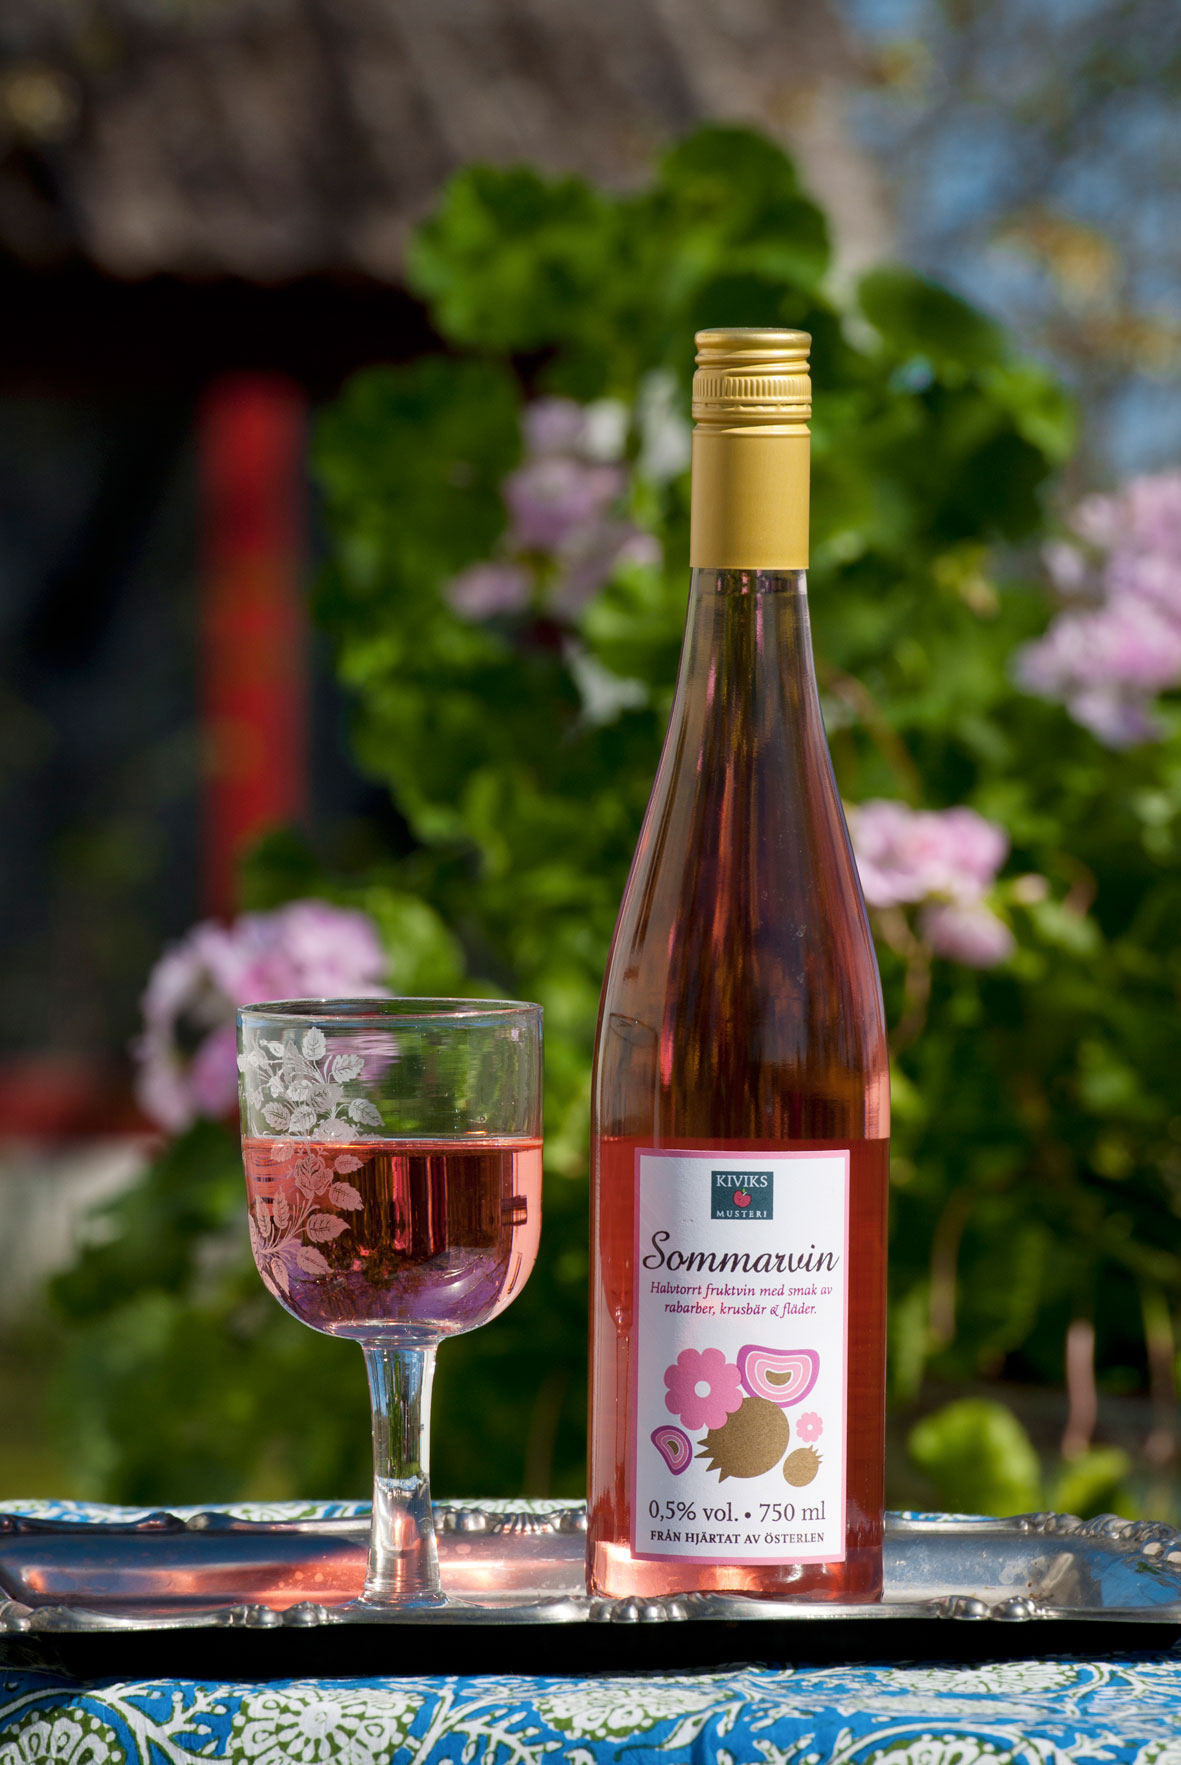 KIVIKS
MUSTERI
Sommarvin
Halvtorrt fruktvin med smak av
rabarber, krusbär & fläder.
0,5% vol. • 750 ml
FRÅN HJÄRTAT AV ÖSTERLEN